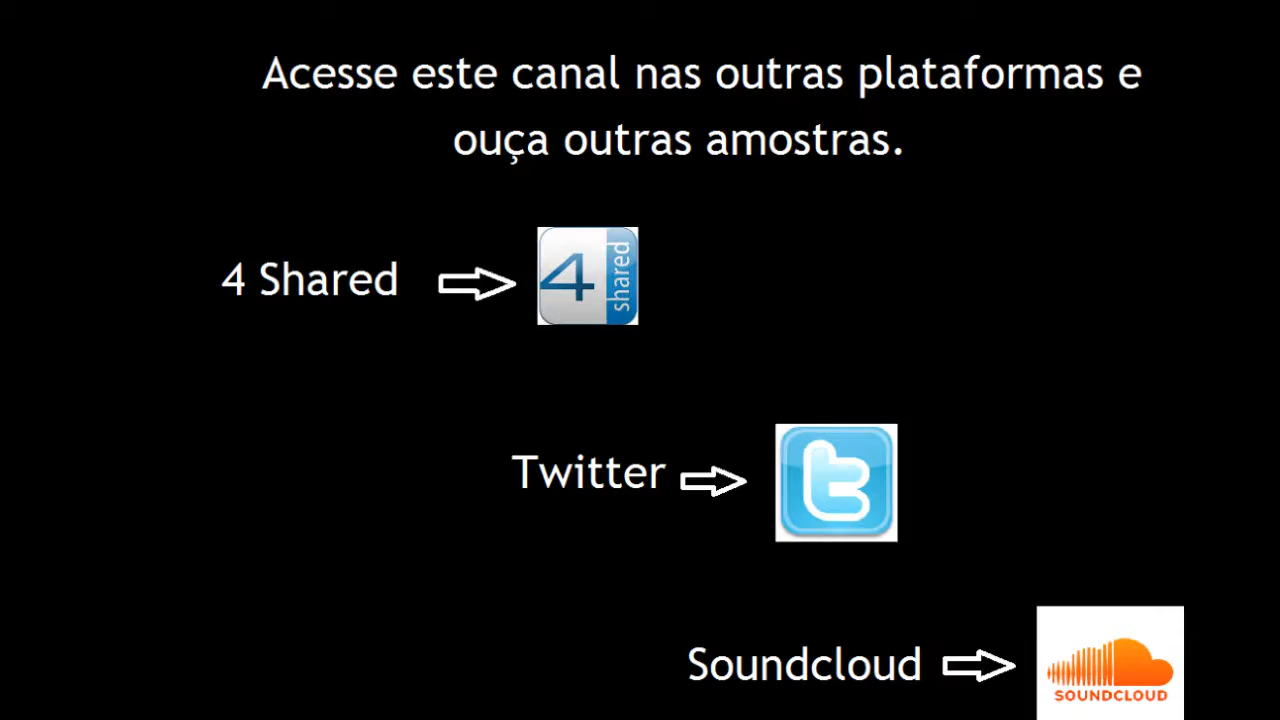 Acesse este canal nas outras plataformas e
ouça outras amostras.
4 Shared
4 shared
Twitter
t
Soundcloud
SOUNDCLOUD